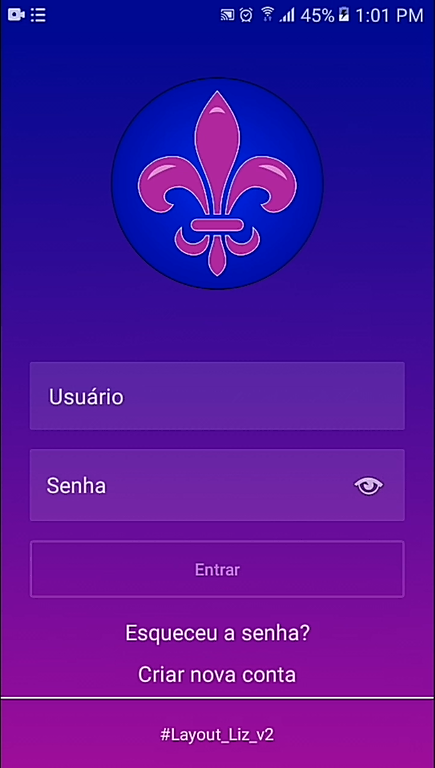 45% 1:01 PM
Usuário
Senha
Entrar
Esqueceu a senha?
Criar nova conta
#Layout_Liz_v2